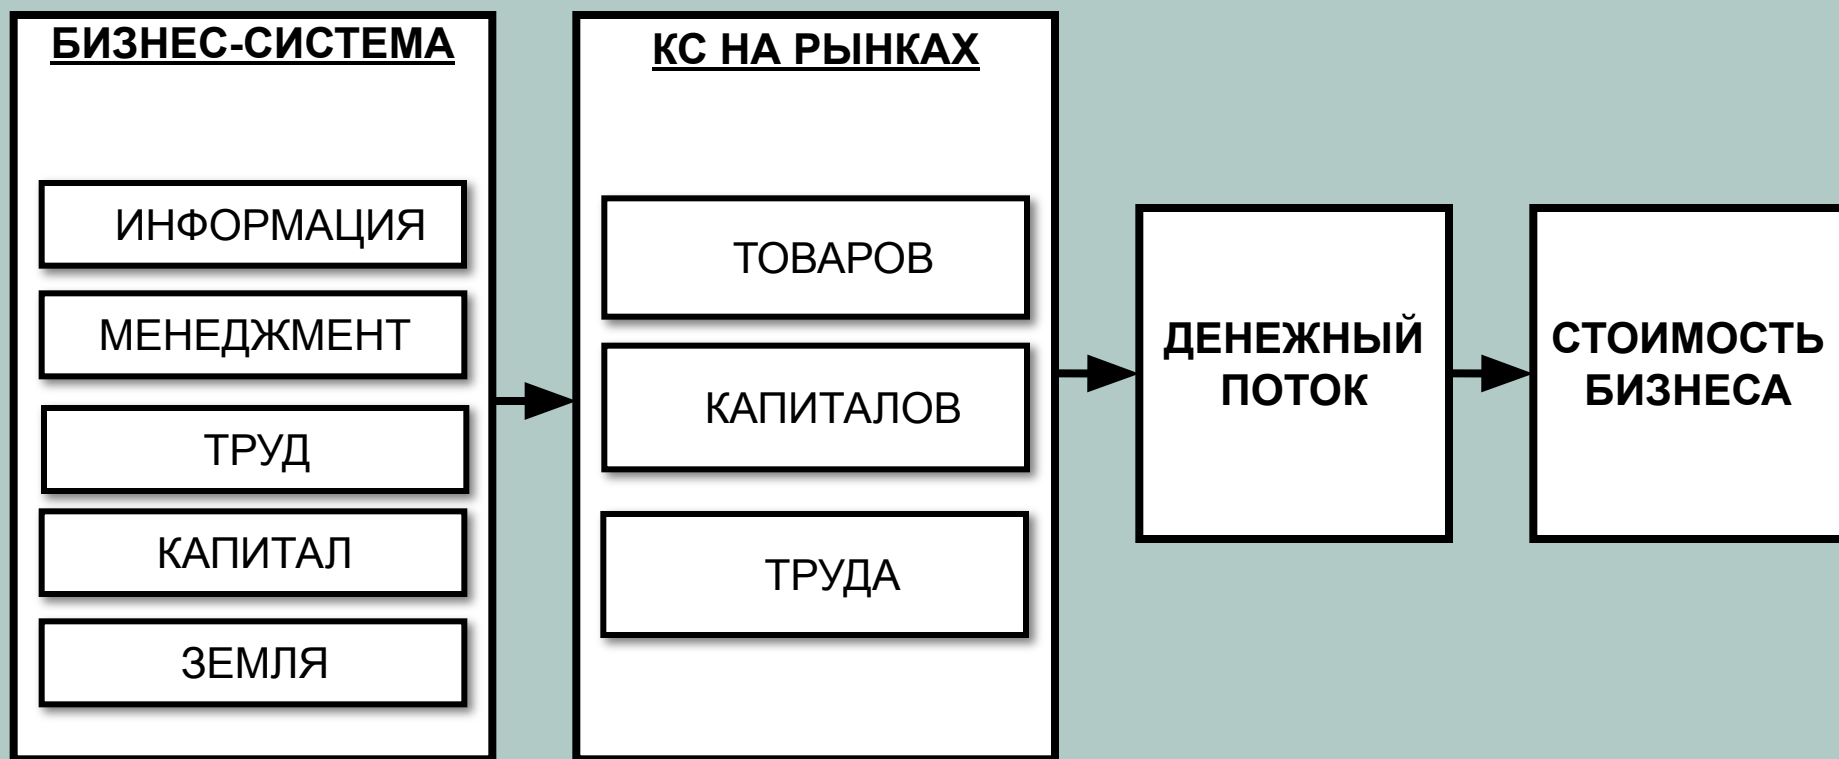 БИЗНЕС-СИСТЕМА
ИНФОРМАЦИЯ
МЕНЕДЖМЕНТ
ТРУД
КАПИТАЛ
ЗЕМЛЯ
КС НА РЫНКАХ
ТОВАРОВ
КАПИТАЛОВ
ТРУДА
ДЕНЕЖНЫЙ
ПОТОК
СТОИМОСТЬ
БИЗНЕСА